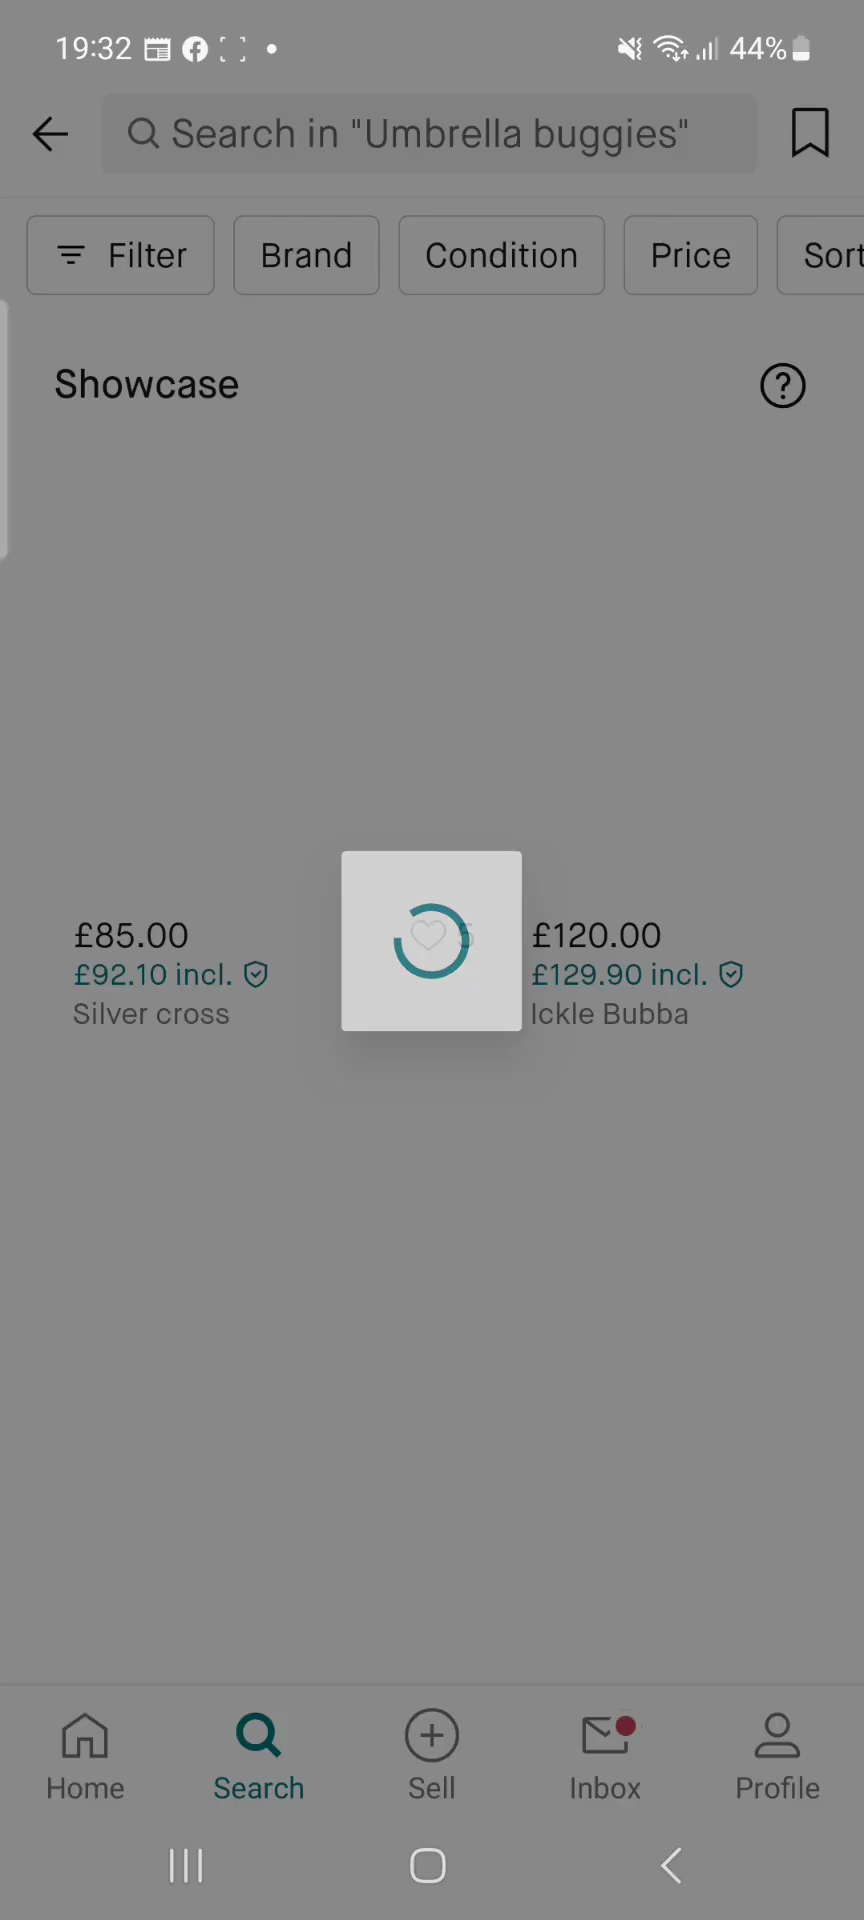 19:32 44%
Search in "Umbrella buggies"
Filter Brand Condition Price Sort
Showcase
£85.00 5 £120.00
£92.10 incl. £129.90 incl.
Silver cross Ickle Bubba
Home Search Sell Inbox Profile